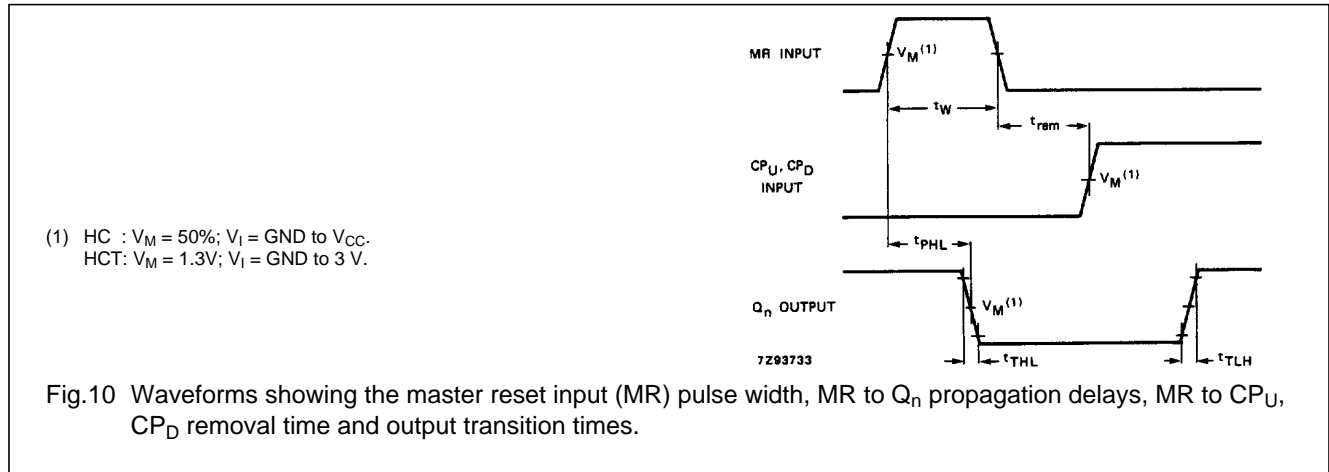 MR INPUT
V_M(1)
t_W
t_rem
CP_U, CP_D
INPUT
V_M(1)
(1) HC : V_M = 50%; V_I = GND to V_CC.
HCT: V_M = 1.3V; V_I = GND to 3 V.
t_PHL
Q_n OUTPUT
V_M(1)
7Z93733
t_THL
t_TLH
Fig.10 Waveforms showing the master reset input (MR) pulse width, MR to Q_n propagation delays, MR to CP_U,
CP_D removal time and output transition times.